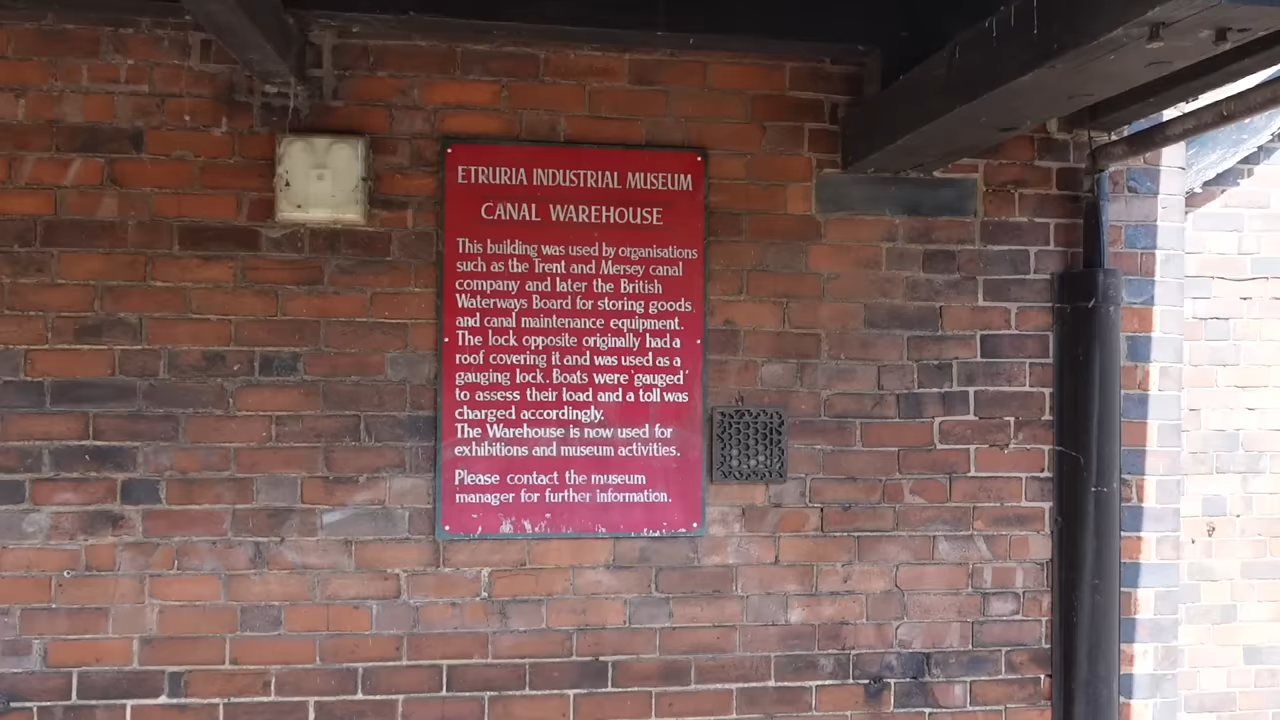 ETRURIA INDUSTRIAL MUSEUM
CANAL WAREHOUSE
This building was used by organisations
such as the Trent and Mersey canal
company and later the British
Waterways Board for storing goods
and canal maintenance equipment.
The lock opposite originally had a
roof covering it and was used as a
gauging lock. Boats were 'gauged'
to assess their load and a toll was
charged accordingly.
The Warehouse is now used for
exhibitions and museum activities.
Please contact the museum
manager for further information.